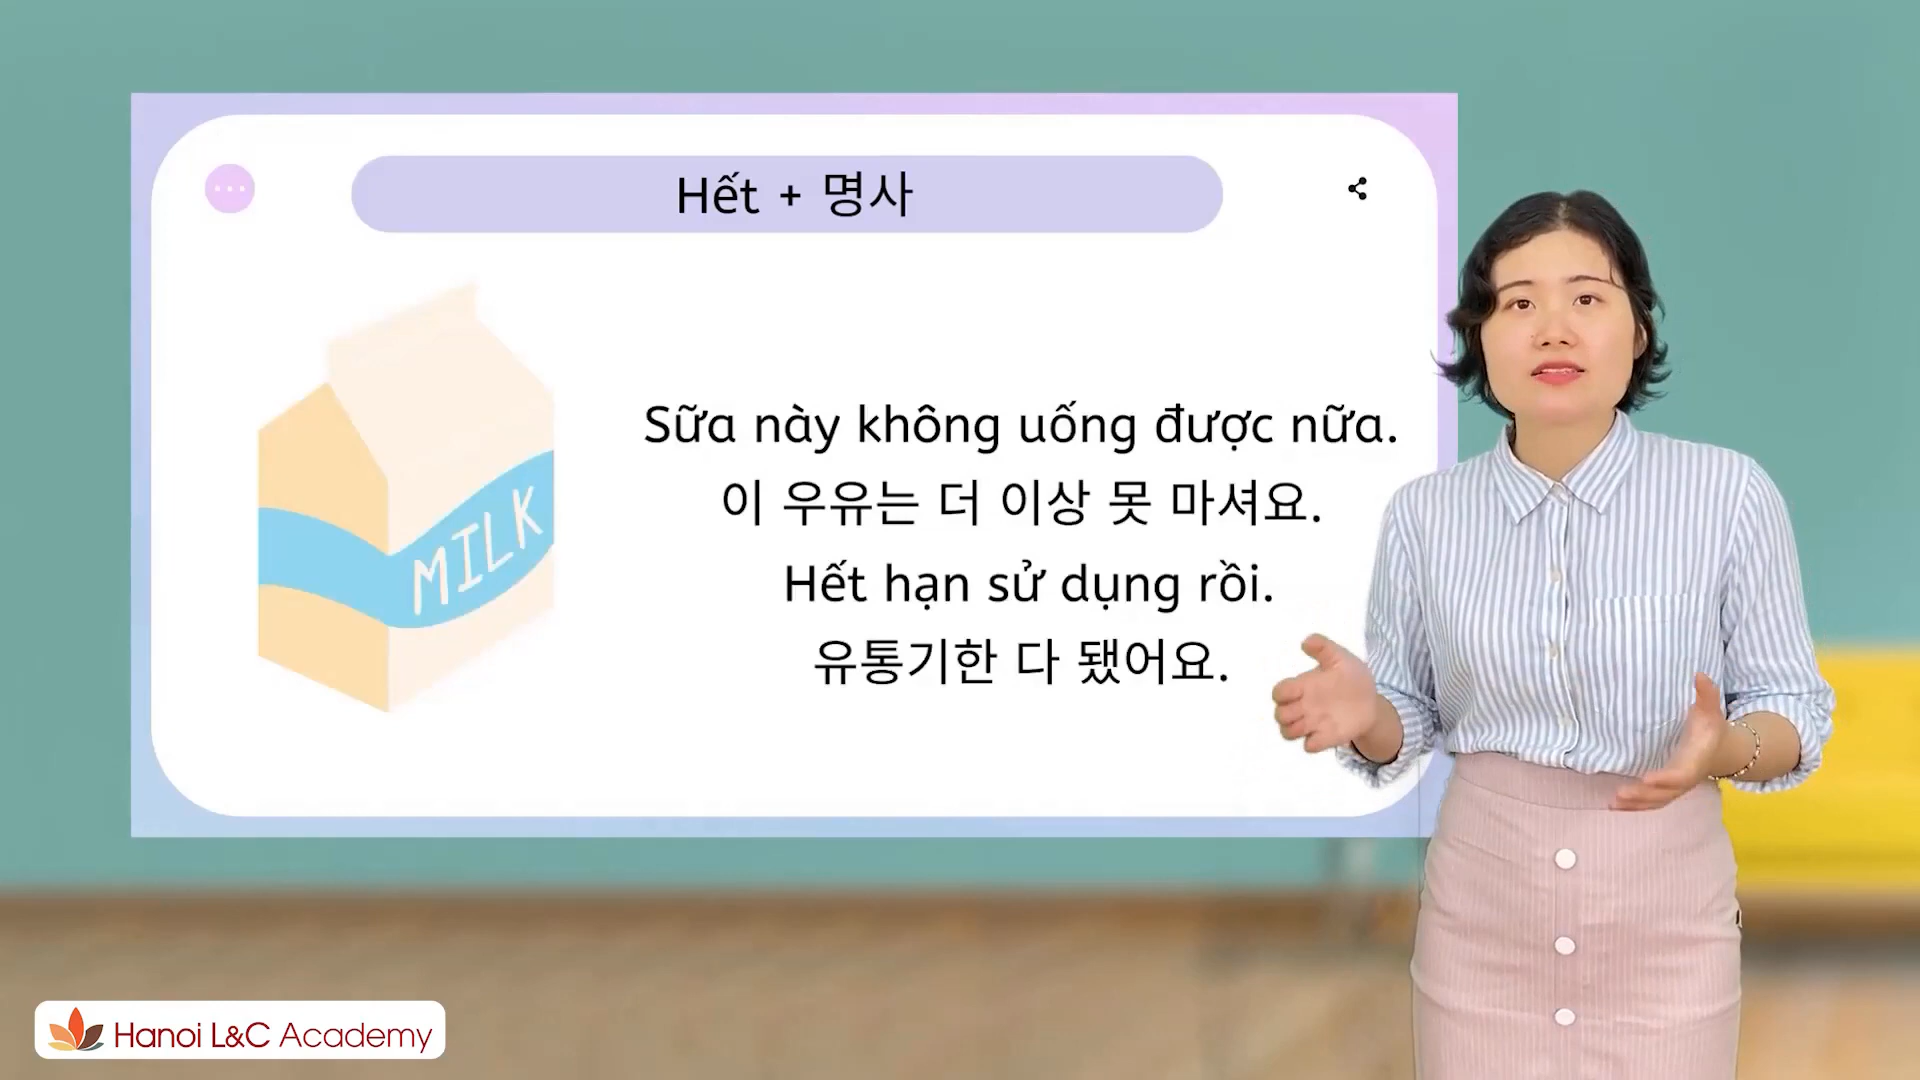 Hết + 명사
MILK
Sữa này không uống được nữa.
이 우유는 더 이상 못 마셔요.
Hết hạn sử dụng rồi.
유통기한 다 됐어요.
Hanoi L&C Academy